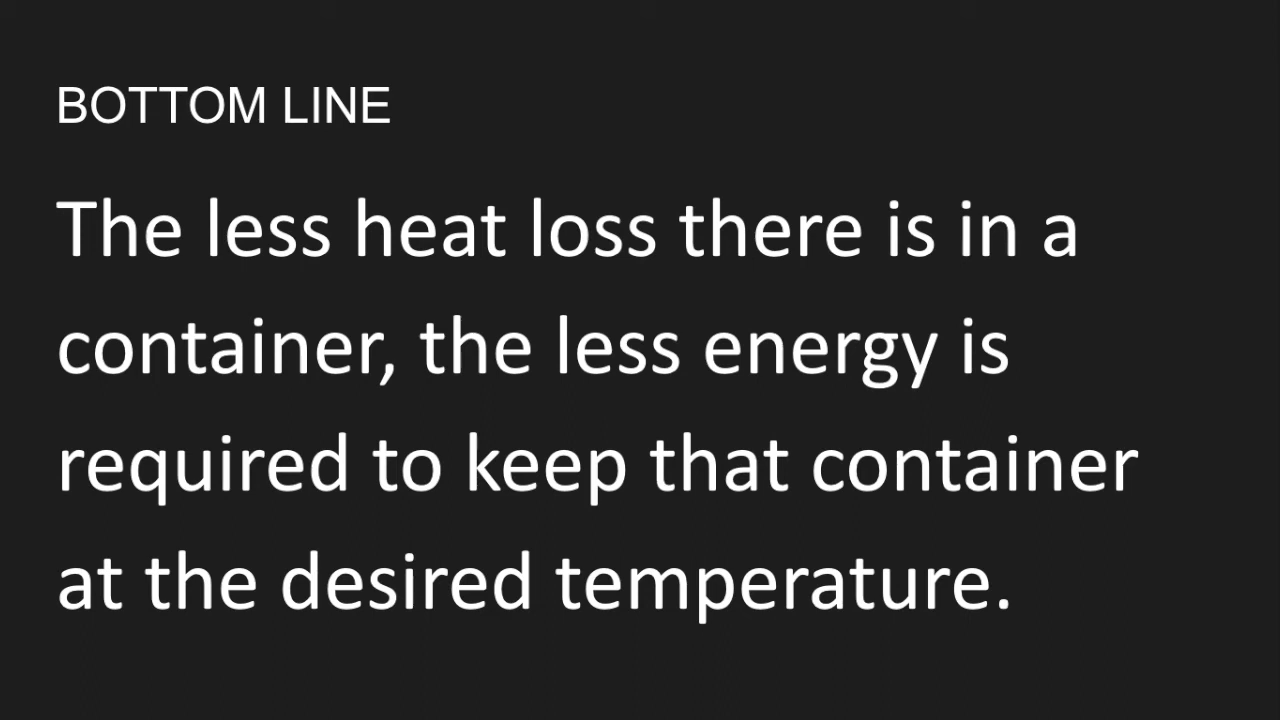 BOTTOM LINE
The less heat loss there is in a
container, the less energy is
required to keep that container
at the desired temperature.